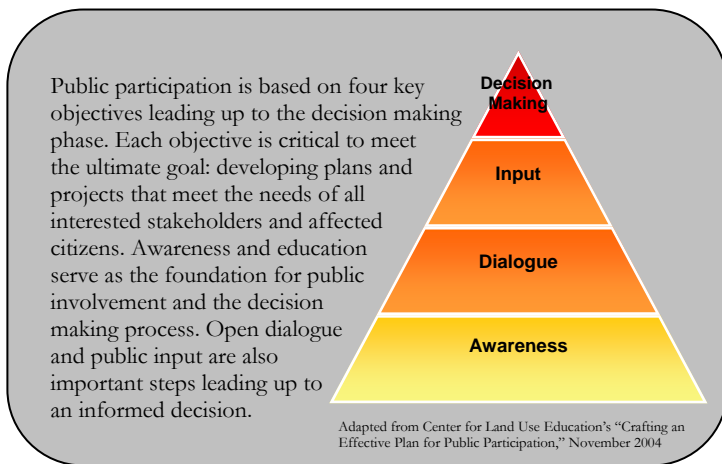 Public participation is based on four key
objectives leading up to the decision making
phase. Each objective is critical to meet
the ultimate goal: developing plans and
projects that meet the needs of all
interested stakeholders and affected
citizens. Awareness and education
serve as the foundation for public
involvement and the decision
making process. Open dialogue
and public input are also
important steps leading up to
an informed decision.
Decision
Making
Input
Dialogue
Awareness
Adapted from Center for Land Use Education's “Crafting an
Effective Plan for Public Participation,” November 2004